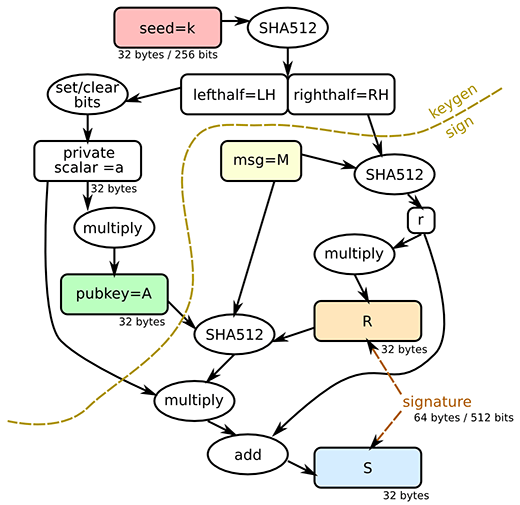 seed=k
SHA512
32 bytes / 256 bits
set/clear
bits
lefthalf=LH
righthalf=RH
keygen
sign
private
scalar =a
32 bytes
msg=M
SHA512
r
multiply
multiply
pubkey=A
32 bytes
SHA512
R
32 bytes
multiply
signature
64 bytes / 512 bits
add
S
32 bytes